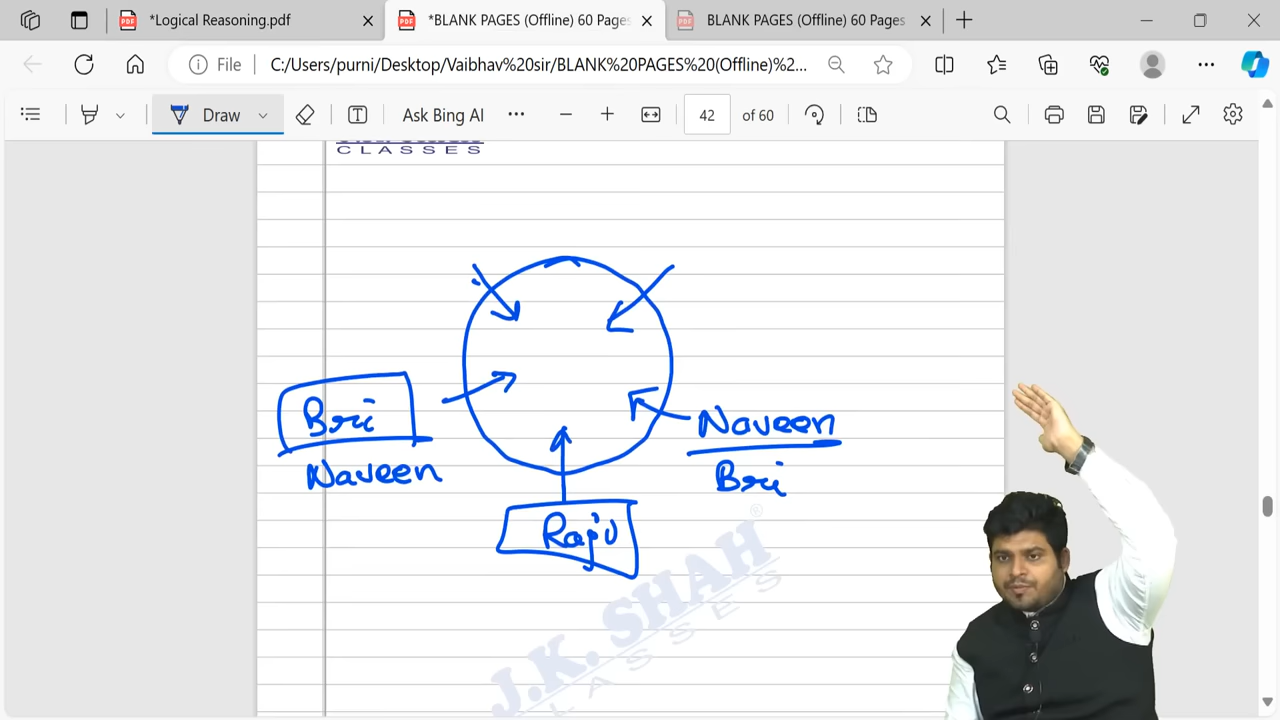 *Logical Reasoning.pdf
*BLANK PAGES (Offline) 60 Pages
BLANK PAGES (Offline) 60 Pages
File
C:/Users/purni/Desktop/Vaibhav%20sir/BLANK%20PAGES%20(Offline)%2...
Draw
Ask Bing AI
42
of 60
CLASSES
Bri
Naveen
Naveen
Bri
Raju
J.K. SHAH
®
CLASSES